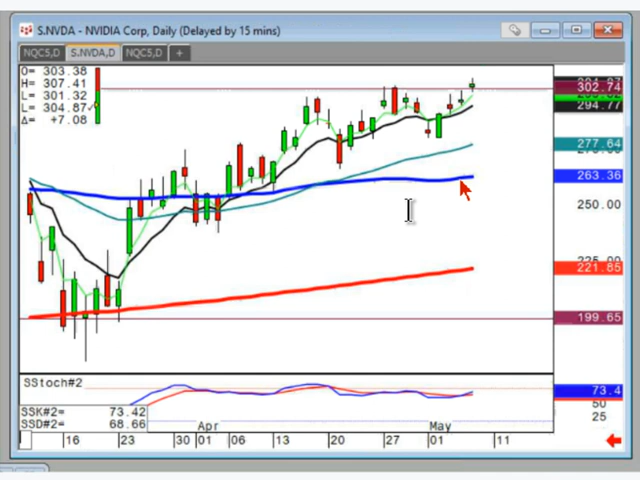 S.NVDA - NVIDIA Corp, Daily (Delayed by 15 mins)
NQC5,D S.NVDA,D NQC5,D +
O= 303.38
H= 307.41
L= 301.32
L= 304.87
Δ= +7.08
302.74
294.77
277.64
263.36
250.00
221.85
199.65
SStoch#2
73.4
50
25
SSK#2= 73.42
SSD#2= 68.66
Apr May
16 23 30 01 06 13 20 27 01 11